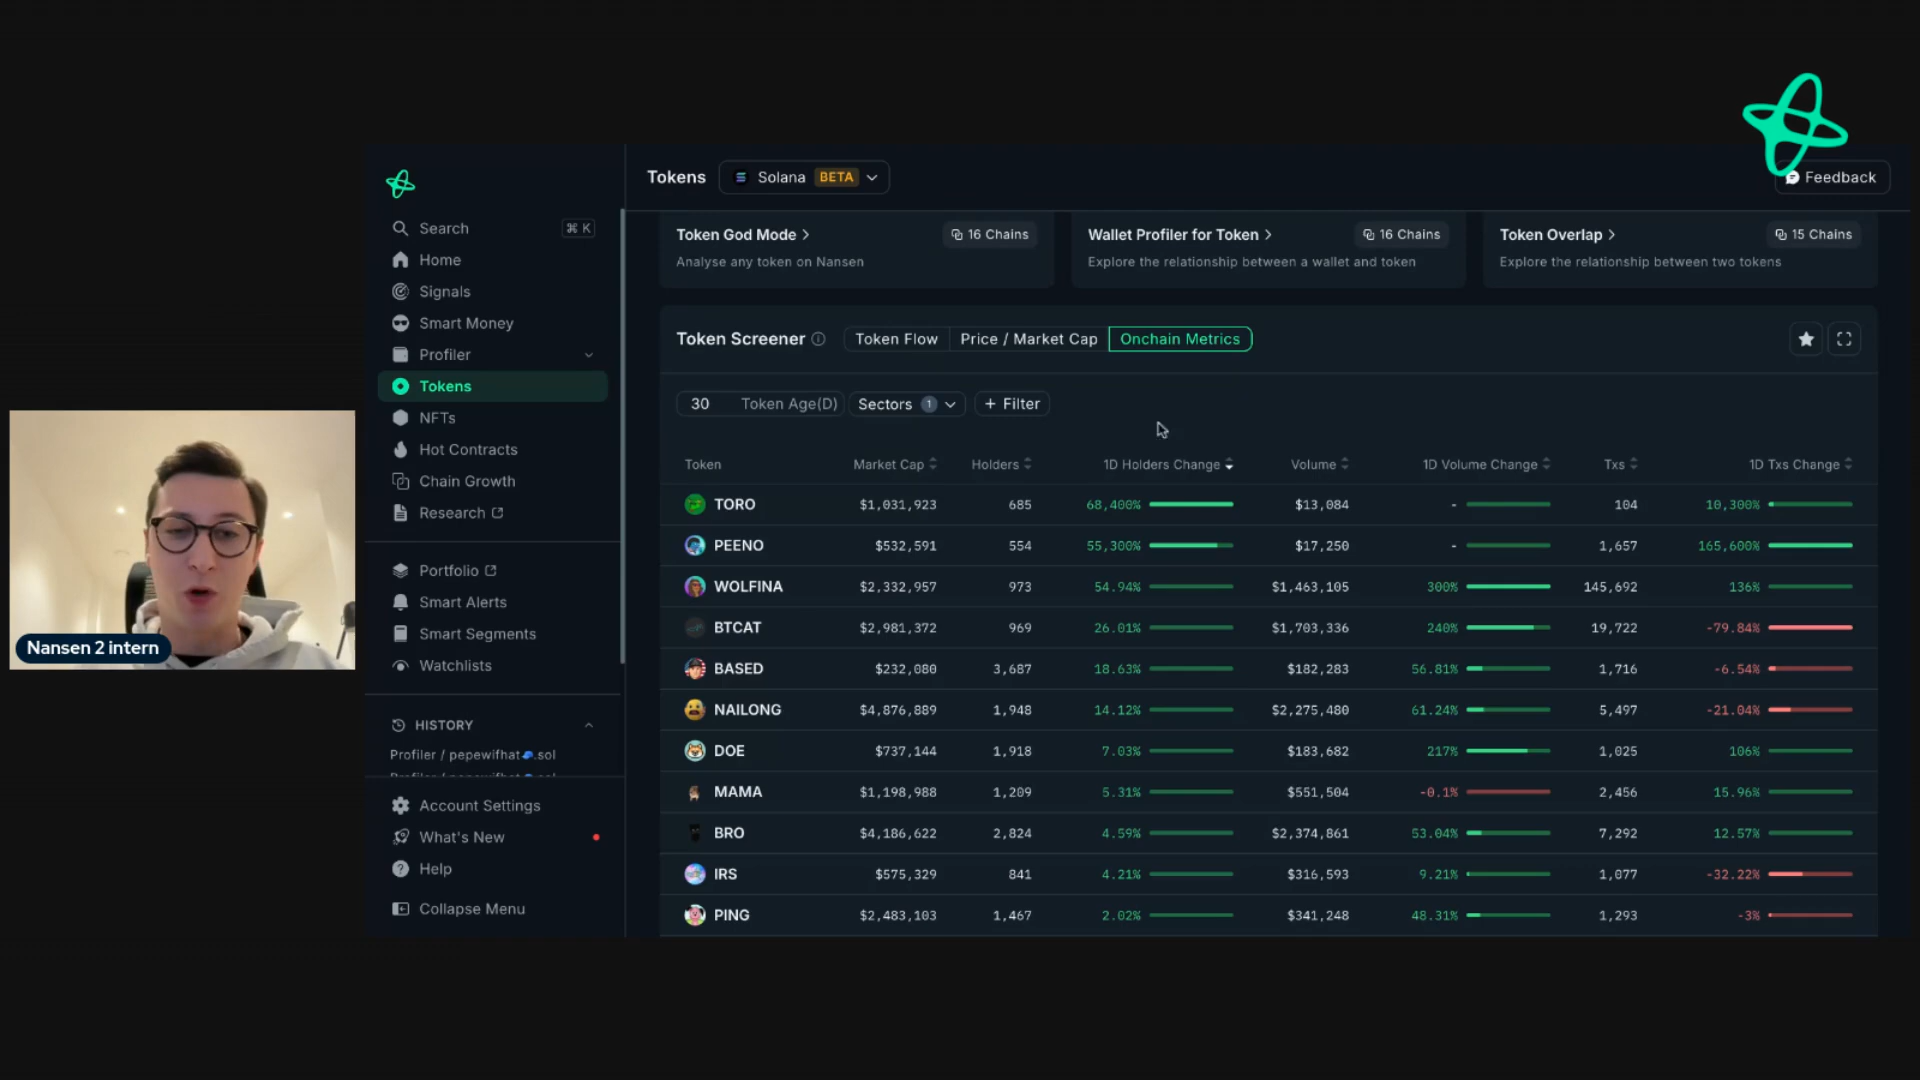 Tokens
Solana BETA
Feedback
Search
⌘ K
Home
Signals
Smart Money
Profiler
Tokens
NFTs
Hot Contracts
Chain Growth
Research
Portfolio
Smart Alerts
Smart Segments
Watchlists
HISTORY
Profiler / pepewifhat🧢.sol
Account Settings
What's New
Help
Collapse Menu
Nansen 2 intern
Token God Mode > 16 Chains
Analyse any token on Nansen
Wallet Profiler for Token > 16 Chains
Explore the relationship between a wallet and token
Token Overlap > 15 Chains
Explore the relationship between two tokens
Token Screener Token Flow Price / Market Cap Onchain Metrics
30 Token Age(D) Sectors 1 + Filter
Token Market Cap Holders 1D Holders Change Volume 1D Volume Change Txs 1D Txs Change
TORO $1,031,923 685 68,400% $13,084 - 104 10,300%
PEENO $532,591 554 55,300% $17,250 - 1,657 165,600%
WOLFINA $2,332,957 973 54.94% $1,463,105 300% 145,692 136%
BTCAT $2,981,372 969 26.01% $1,703,336 240% 19,722 -79.84%
BASED $232,080 3,687 18.63% $182,283 56.81% 1,716 -6.54%
NAILONG $4,876,889 1,948 14.12% $2,275,480 61.24% 5,497 -21.04%
DOE $737,144 1,918 7.03% $183,682 217% 1,025 106%
MAMA $1,198,988 1,209 5.31% $551,504 -0.1% 2,456 15.96%
BRO $4,186,622 2,824 4.59% $2,374,861 53.04% 7,292 12.57%
IRS $575,329 841 4.21% $316,593 9.21% 1,077 -32.22%
PING $2,483,103 1,467 2.02% $341,248 48.31% 1,293 -3%